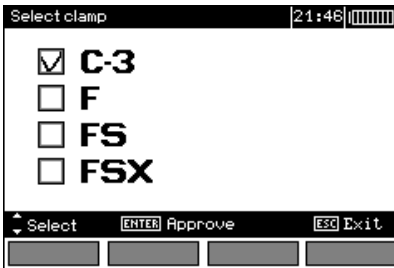 Select clamp 21:46
C-3
F
FS
FSX
Select ENTER Approve ESC Exit